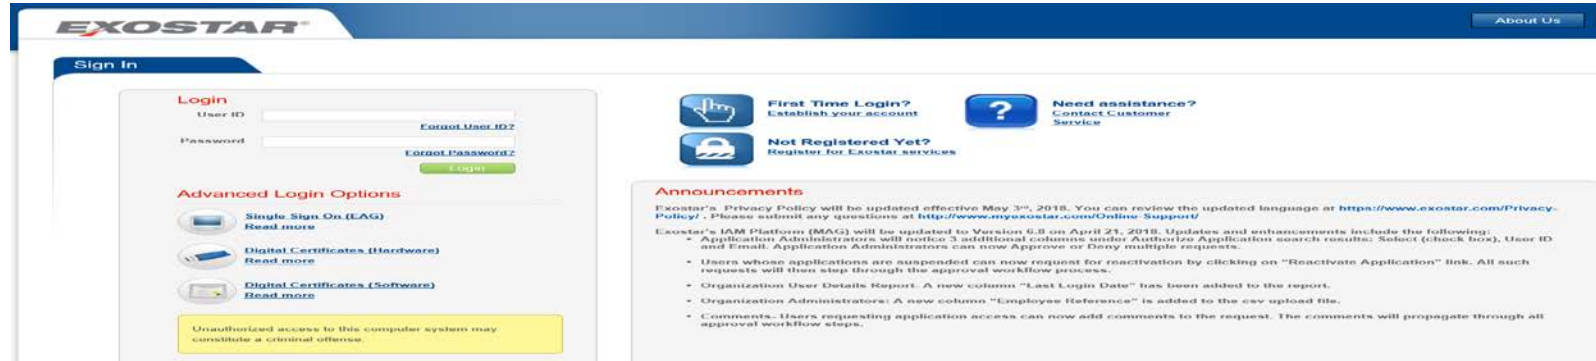 EXOSTAR
About Us
Sign In
Login
User ID
Forgot User ID?
Password
Forgot Password?
Login
Advanced Login Options
Single Sign On (EAG)
Read more
Digital Certificates (Hardware)
Read more
Digital Certificates (Software)
Read more
Unauthorized access to this computer system may
constitute a criminal offense.
First Time Login?
Establish your account
Need assistance?
Contact Customer
Service
Not Registered Yet?
Register for Exostar services
Announcements
Exostar's Privacy Policy will be updated effective May 3rd, 2018. You can review the updated language at https://www.exostar.com/Privacy-
Policy/ . Please submit any questions at http://www.myexostar.com/Online-Support/
Exostar's IAM Platform (MAG) will be updated to Version 6.8 on April 21, 2018. Updates and enhancements include the following:
• Application Administrators will notice 3 additional columns under Authorize Application search results: Select (check box), User ID
and Email. Application Administrators can now Approve or Deny multiple requests.
• Users whose applications are suspended can now request for reactivation by clicking on "Reactivate Application" link. All such
requests will then step through the approval workflow process.
• Organization User Details Report- A new column "Last Login Date" has been added to the report.
• Organization Administrators: A new column "Employee Reference" is added to the csv upload file.
• Comments- Users requesting application access can now add comments to the request. The comments will propagate through all
approval workflow steps.